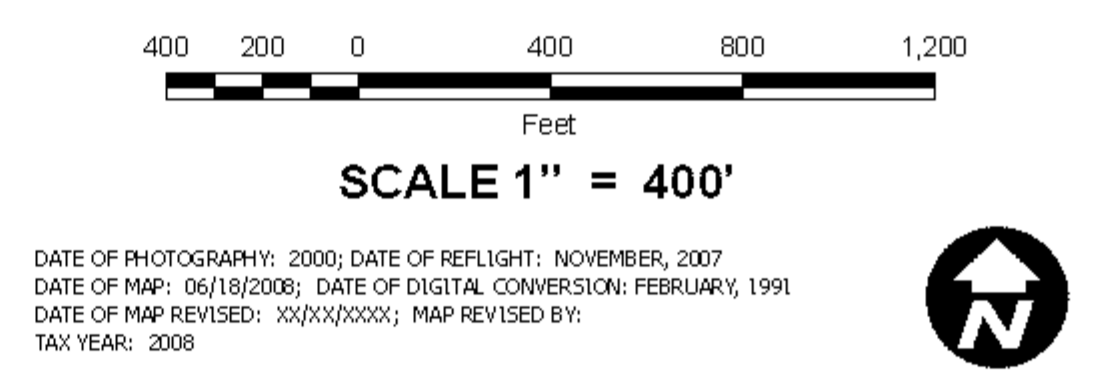 400 200 0 400 800 1,200
Feet
SCALE 1” = 400’
DATE OF PHOTOGRAPHY: 2000; DATE OF REFLIGHT: NOVEMBER, 2007
DATE OF MAP: 06/18/2008; DATE OF DIGITAL CONVERSION: FEBRUARY, 1991
DATE OF MAP REVISED: XX/XX/XXXX; MAP REVISED BY:
TAX YEAR: 2008
N